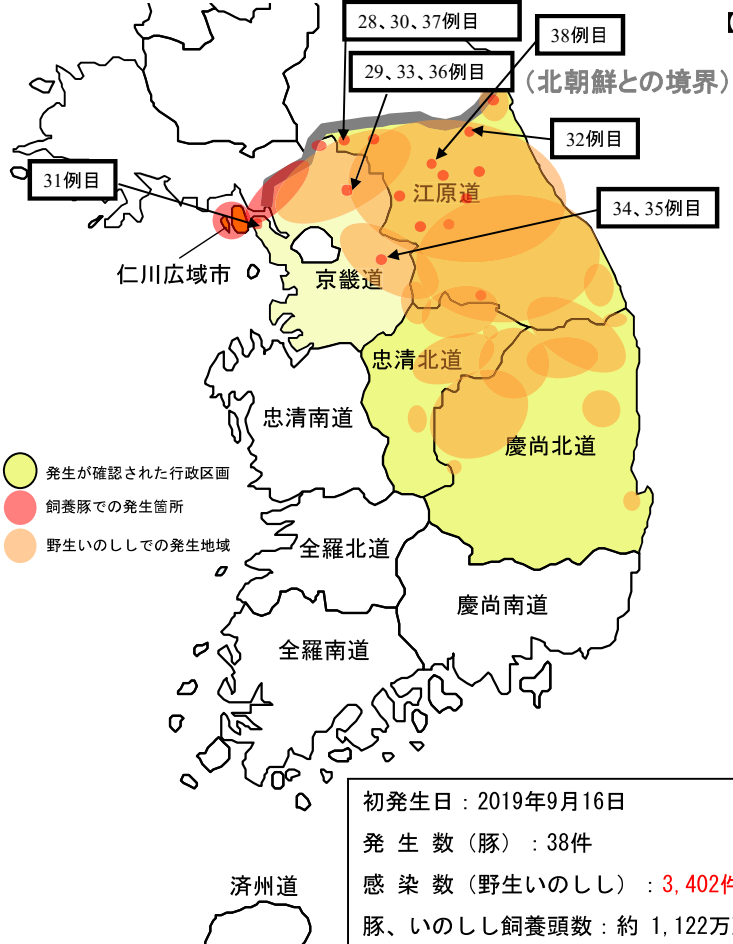 【
28、30、37例目
38例目
（北朝鮮との境界）
29、33、36例目
32例目
31例目
江原道
34、35例目
仁川広域市
京畿道
忠清北道
忠清南道
慶尚北道
発生が確認された行政区画
飼養豚での発生箇所
野生いのししでの発生地域
全羅北道
慶尚南道
全羅南道
初発生日：2019年9月16日
発 生 数（豚）：38件
感 染 数（野生いのしし）：3,402件
豚、いのしし飼養頭数：約 1,122万
済州道